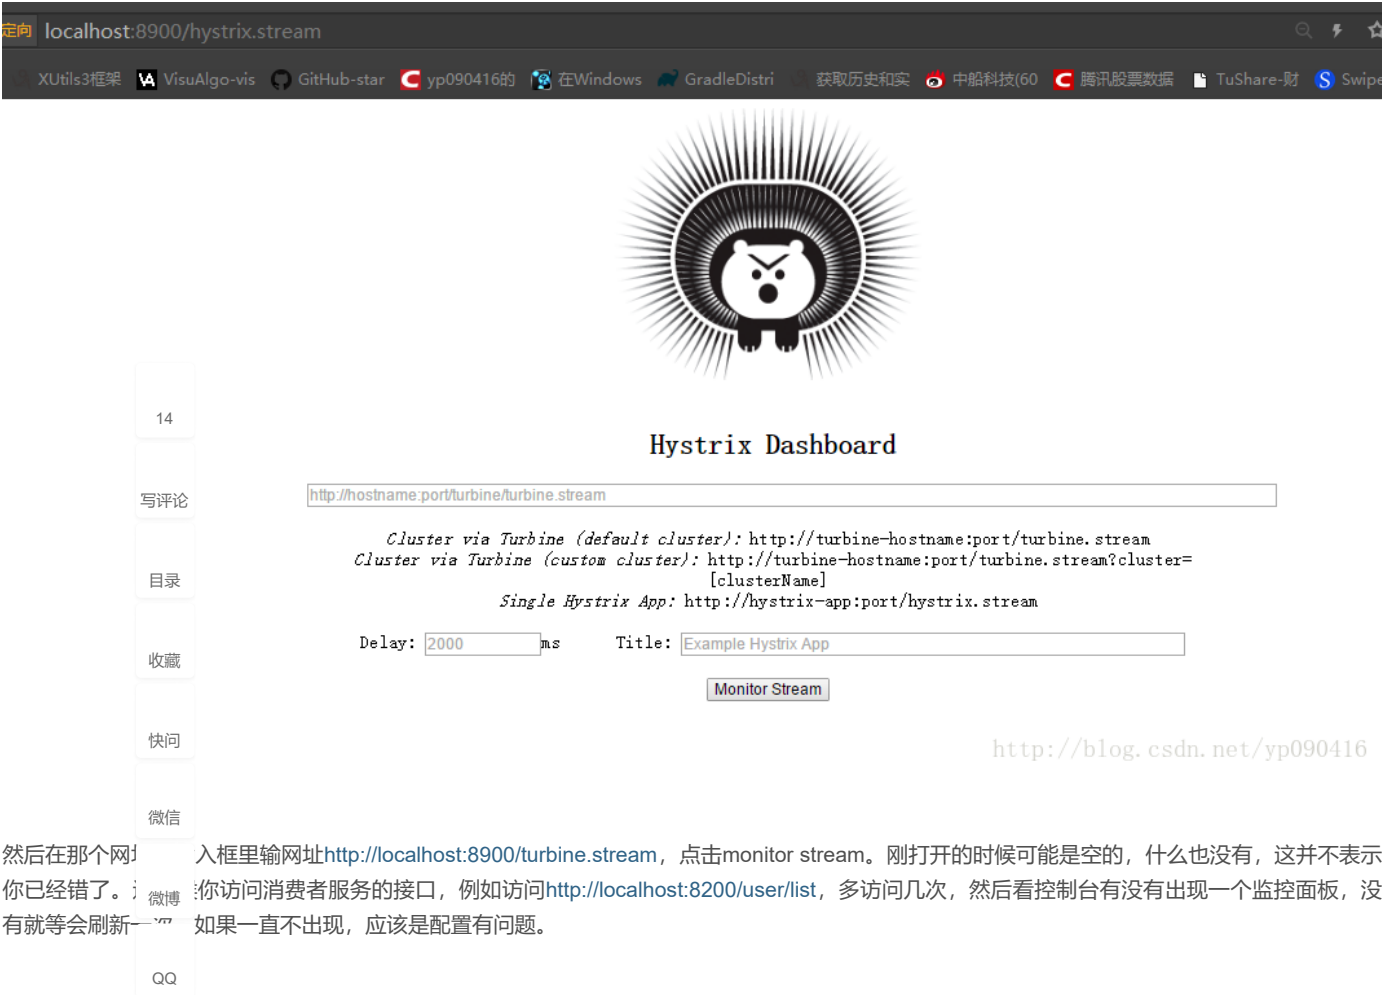 定向 localhost:8900/hystrix.stream
XUtils3框架 VisuAlgo-vis GitHub-star yp090416的 在Windows GradleDistri 获取历史和实 中船科技(60 腾讯股票数据 TuShare-财 Swipe
Hystrix Dashboard
http://hostname:port/turbine/turbine.stream
Cluster via Turbine (default cluster): http://turbine-hostname:port/turbine.stream
Cluster via Turbine (custom cluster): http://turbine-hostname:port/turbine.stream?cluster=
[clusterName]
Single Hystrix App: http://hystrix-app:port/hystrix.stream
Delay: 2000 ms Title: Example Hystrix App
Monitor Stream
http://blog.csdn.net/yp090416
14
写评论
目录
收藏
快问
微信
微博
QQ
然后在那个网 入框里输网址http://localhost:8900/turbine.stream，点击monitor stream。刚打开的时候可能是空的，什么也没有，这并不表示
你已经错了。 你访问消费者服务的接口，例如访问http://localhost:8200/user/list，多访问几次，然后看控制台有没有出现一个监控面板，没
有就等会刷新一次 如果一直不出现，应该是配置有问题。